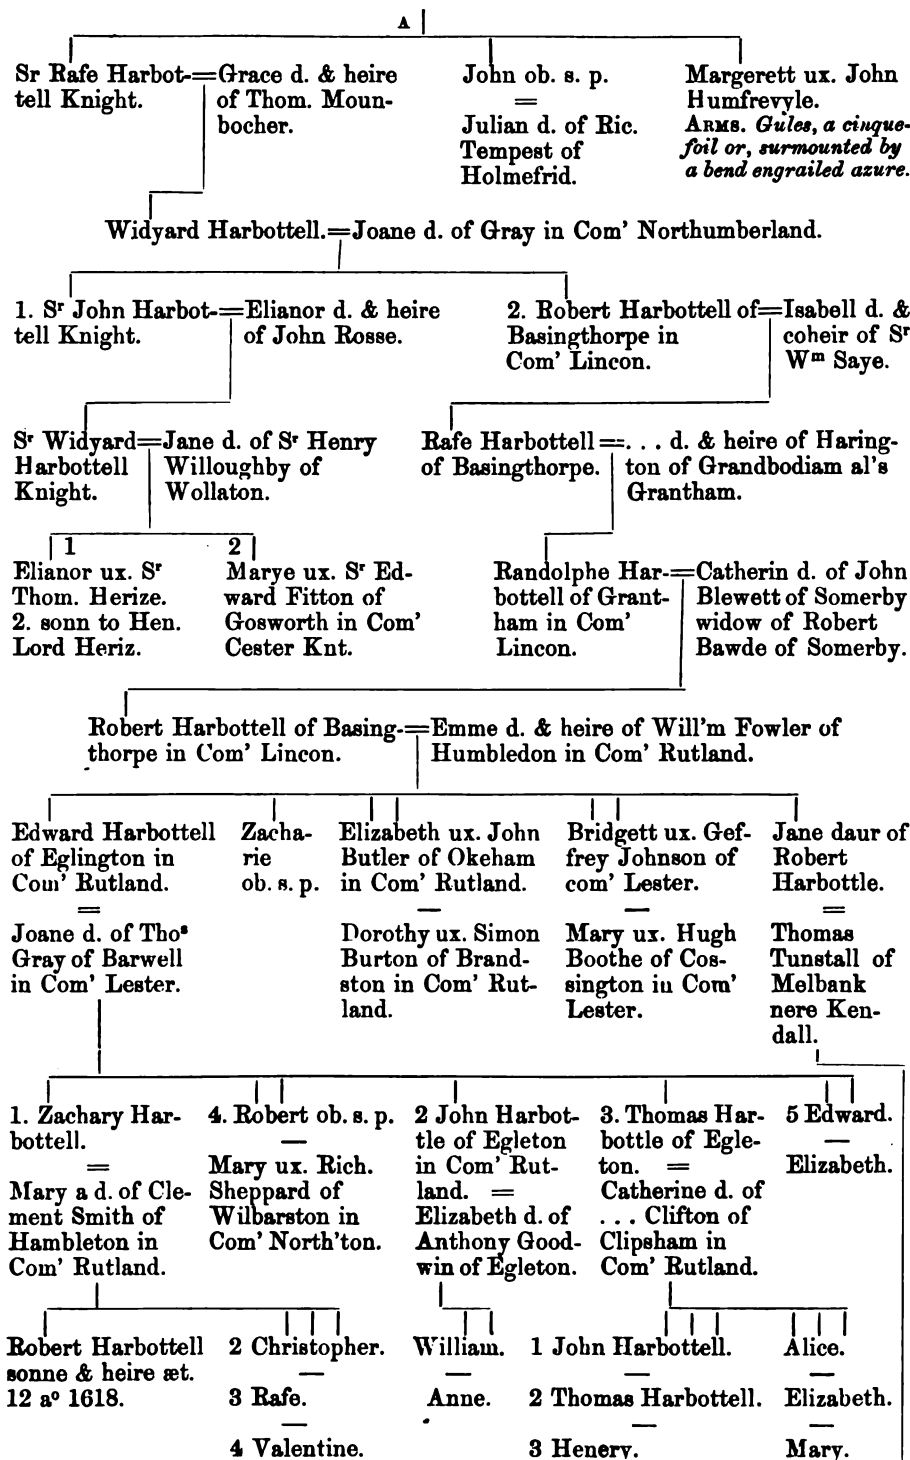 A
Sr Rafe Harbot-=Grace d. & heire
tell Knight. of Thom. Moun-
bocher.
John ob. s. p.
=
Julian d. of Ric.
Tempest of
Holmefrid.
Margerett ux. John
Humfrevyle.
ARMS. Gules, a cinque-
foil or, surmounted by
a bend engrailed azure.
Widyard Harbottell.=Joane d. of Gray in Com' Northumberland.
1. Sʳ John Harbot-=Elianor d. & heire
tell Knight. of John Rosse.
2. Robert Harbottell of=Isabell d. &
Basingthorpe in coheir of Sʳ
Com' Lincon. Wᵐ Saye.
Sʳ Widyard=Jane d. of Sʳ Henry
Harbottell Willoughby of
Knight. Wollaton.
Rafe Harbottell=... d. & heire of Haring-
of Basingthorpe. ton of Grandbodiam al's
Grantham.
1
Elianor ux. Sʳ
Thom. Herize.
2. sonn to Hen.
Lord Heriz.
2
Marye ux. Sʳ Ed-
ward Fitton of
Gosworth in Com'
Cester Knt.
Randolphe Har-=Catherin d. of John
bottell of Grant- Blewett of Somerby
ham in Com' widow of Robert
Lincon. Bawde of Somerby.
Robert Harbottell of Basing-=Emme d. & heire of Will'm Fowler of
thorpe in Com' Lincon. Humbledon in Com' Rutland.
Edward Harbottell
of Eglington in
Com' Rutland.
=
Joane d. of Thoˢ
Gray of Barwell
in Com' Lester.
Zacha-
rie
ob. s. p.
Elizabeth ux. John
Butler of Okeham
in Com' Rutland.
—
Dorothy ux. Simon
Burton of Brand-
ston in Com' Rut-
land.
Bridgett ux. Gef-
frey Johnson of
com' Lester.
—
Mary ux. Hugh
Boothe of Cos-
sington in Com'
Lester.
Jane daur of
Robert
Harbottle.
=
Thomas
Tunstall of
Melbank
nere Ken-
dall.
1. Zachary Har-
bottell.
=
Mary a d. of Cle-
ment Smith of
Hambleton in
Com' Rutland.
4. Robert ob. s. p.
—
Mary ux. Rich.
Sheppard of
Wilbarston in
Com' North'ton.
2 John Harbot-
tle of Egleton
in Com' Rut-
land. =
Elizabeth d. of
Anthony Good-
win of Egleton.
3. Thomas Har-
bottle of Egle-
ton. =
Catherine d. of
... Clifton of
Clipsham in
Com' Rutland.
5 Edward.
—
Elizabeth.
Robert Harbottell
sonne & heire æt.
12 aº 1618.
2 Christopher.
—
3 Rafe.
—
4 Valentine.
William.
—
Anne.
1 John Harbottell.
—
2 Thomas Harbottell.
—
3 Henery.
Alice.
—
Elizabeth.
—
Mary.